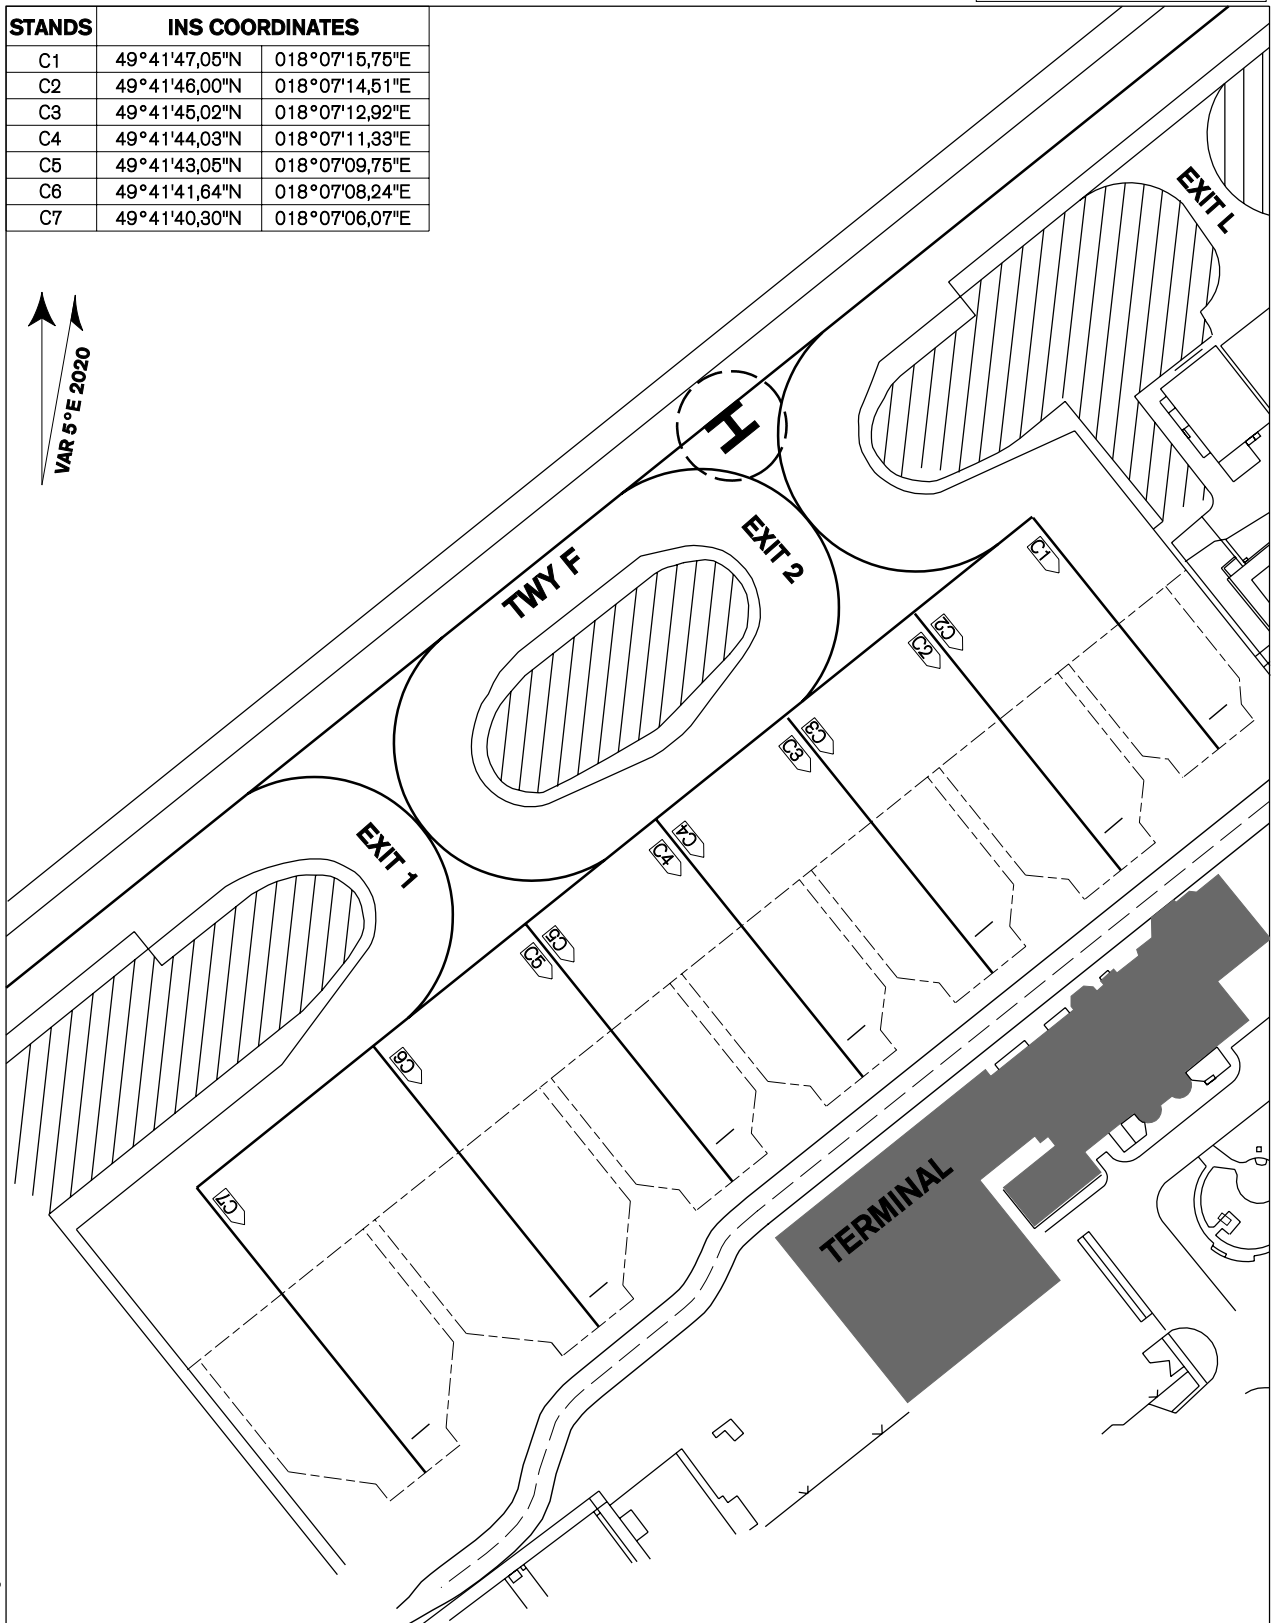 STANDS INS COORDINATES
C1 49°41'47,05"N 018°07'15,75"E
C2 49°41'46,00"N 018°07'14,51"E
C3 49°41'45,02"N 018°07'12,92"E
C4 49°41'44,03"N 018°07'11,33"E
C5 49°41'43,05"N 018°07'09,75"E
C6 49°41'41,64"N 018°07'08,24"E
C7 49°41'40,30"N 018°07'06,07"E
EXIT L
VAR 5°E 2020
H
EXIT 2
TWY F
C1
C2
C2
C3
C3
C4
C4
EXIT 1
C5
C5
C6
C7
TERMINAL